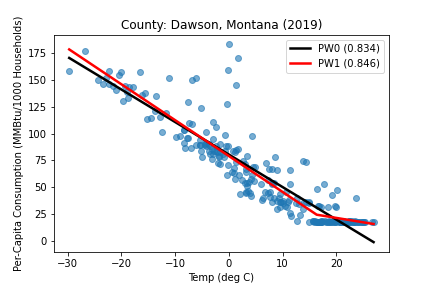 County: Dawson, Montana (2019)
PW0 (0.834)
PW1 (0.846)
Per-Capita Consumption (MMBtu/1000 Households)
175
150
125
100
75
50
25
0
−30 −20 −10 0 10 20
Temp (deg C)